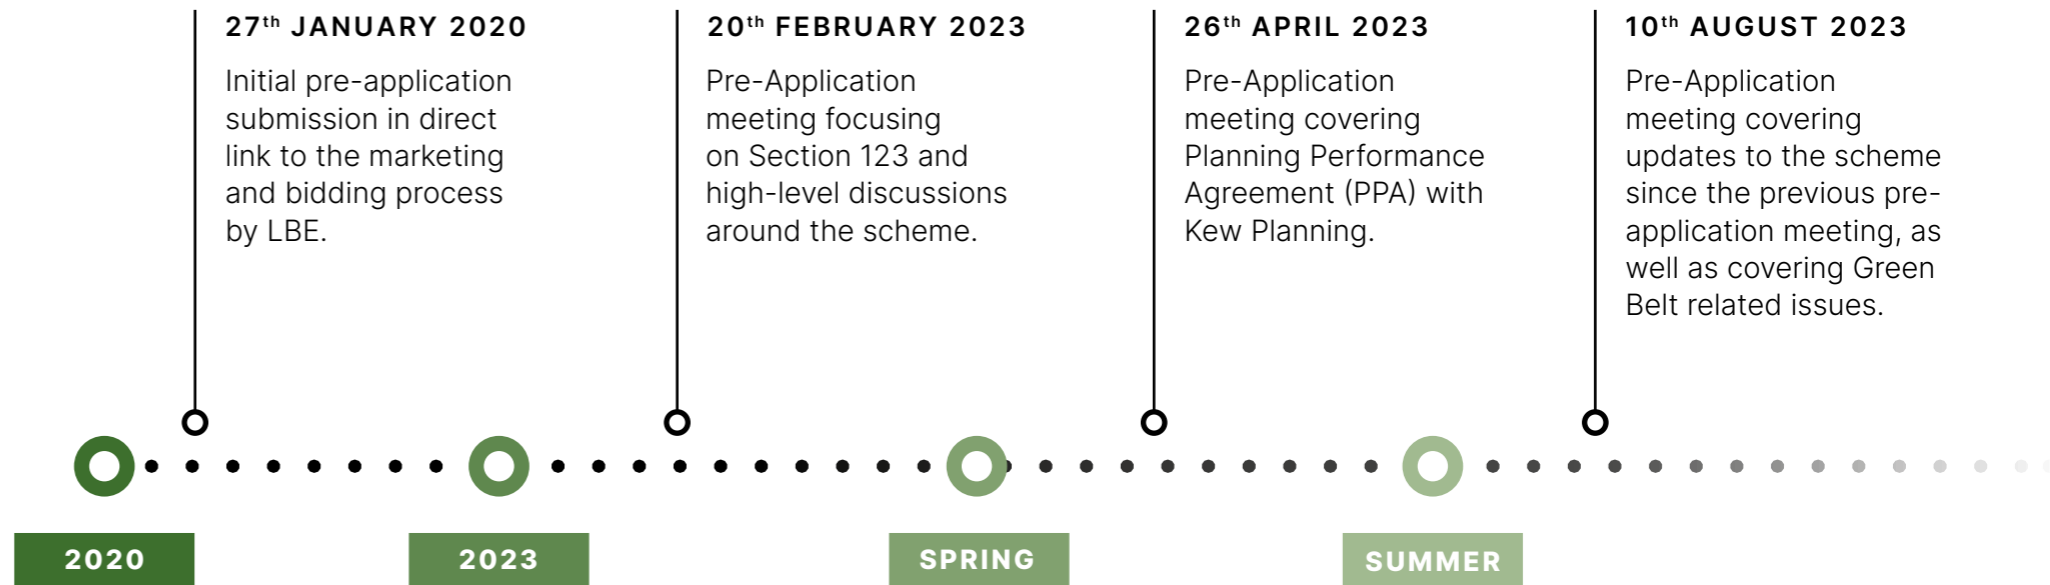 27th JANUARY 2020
Initial pre-application
submission in direct
link to the marketing
and bidding process
by LBE.
20th FEBRUARY 2023
Pre-Application
meeting focusing
on Section 123 and
high-level discussions
around the scheme.
26th APRIL 2023
Pre-Application
meeting covering
Planning Performance
Agreement (PPA) with
Kew Planning.
10th AUGUST 2023
Pre-Application
meeting covering
updates to the scheme
since the previous pre-
application meeting, as
well as covering Green
Belt related issues.
2020
2023
SPRING
SUMMER